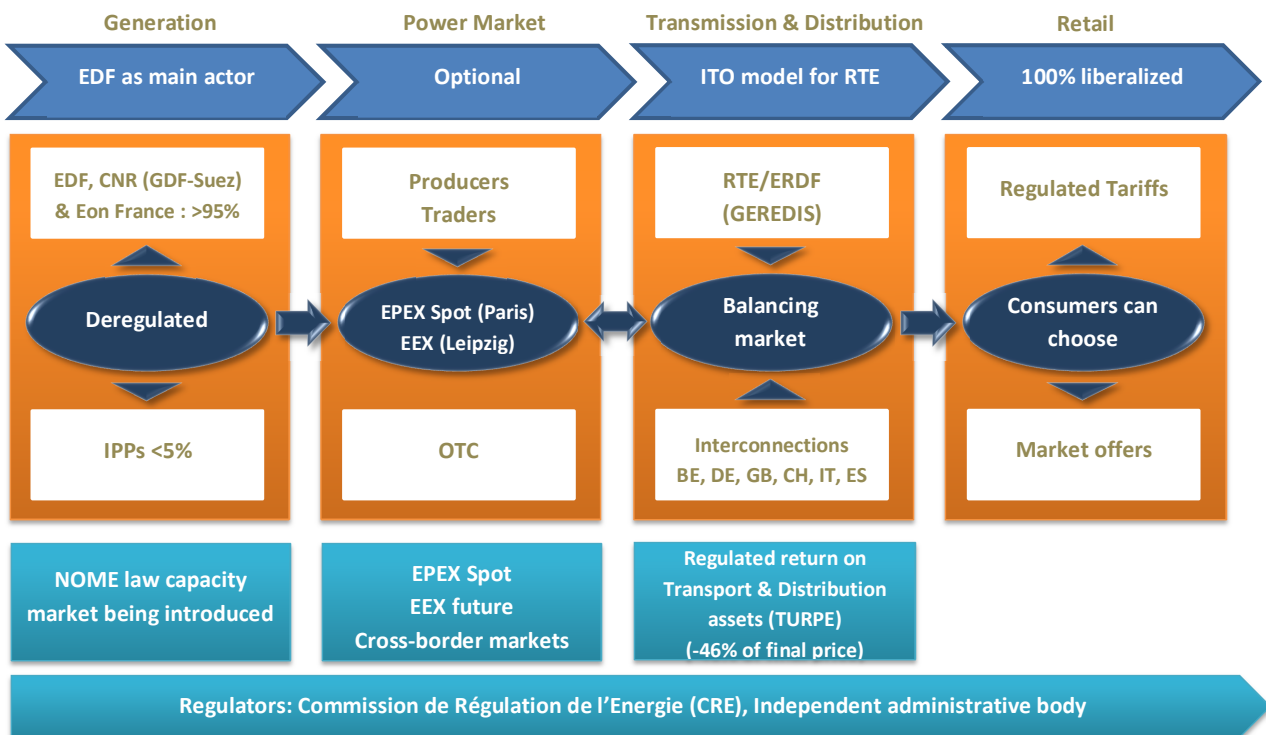 Generation
Power Market
Transmission & Distribution
Retail
EDF as main actor
Optional
ITO model for RTE
100% liberalized
EDF, CNR (GDF-Suez)
& Eon France : >95%
Producers
Traders
RTE/ERDF
(GEREDIS)
Regulated Tariffs
Deregulated
EPEX Spot (Paris)
EEX (Leipzig)
Balancing
market
Consumers can
choose
IPPs <5%
OTC
Interconnections
BE, DE, GB, CH, IT, ES
Market offers
NOME law capacity
market being introduced
EPEX Spot
EEX future
Cross-border markets
Regulated return on
Transport & Distribution
assets (TURPE)
(-46% of final price)
Regulators: Commission de Régulation de l’Energie (CRE), Independent administrative body